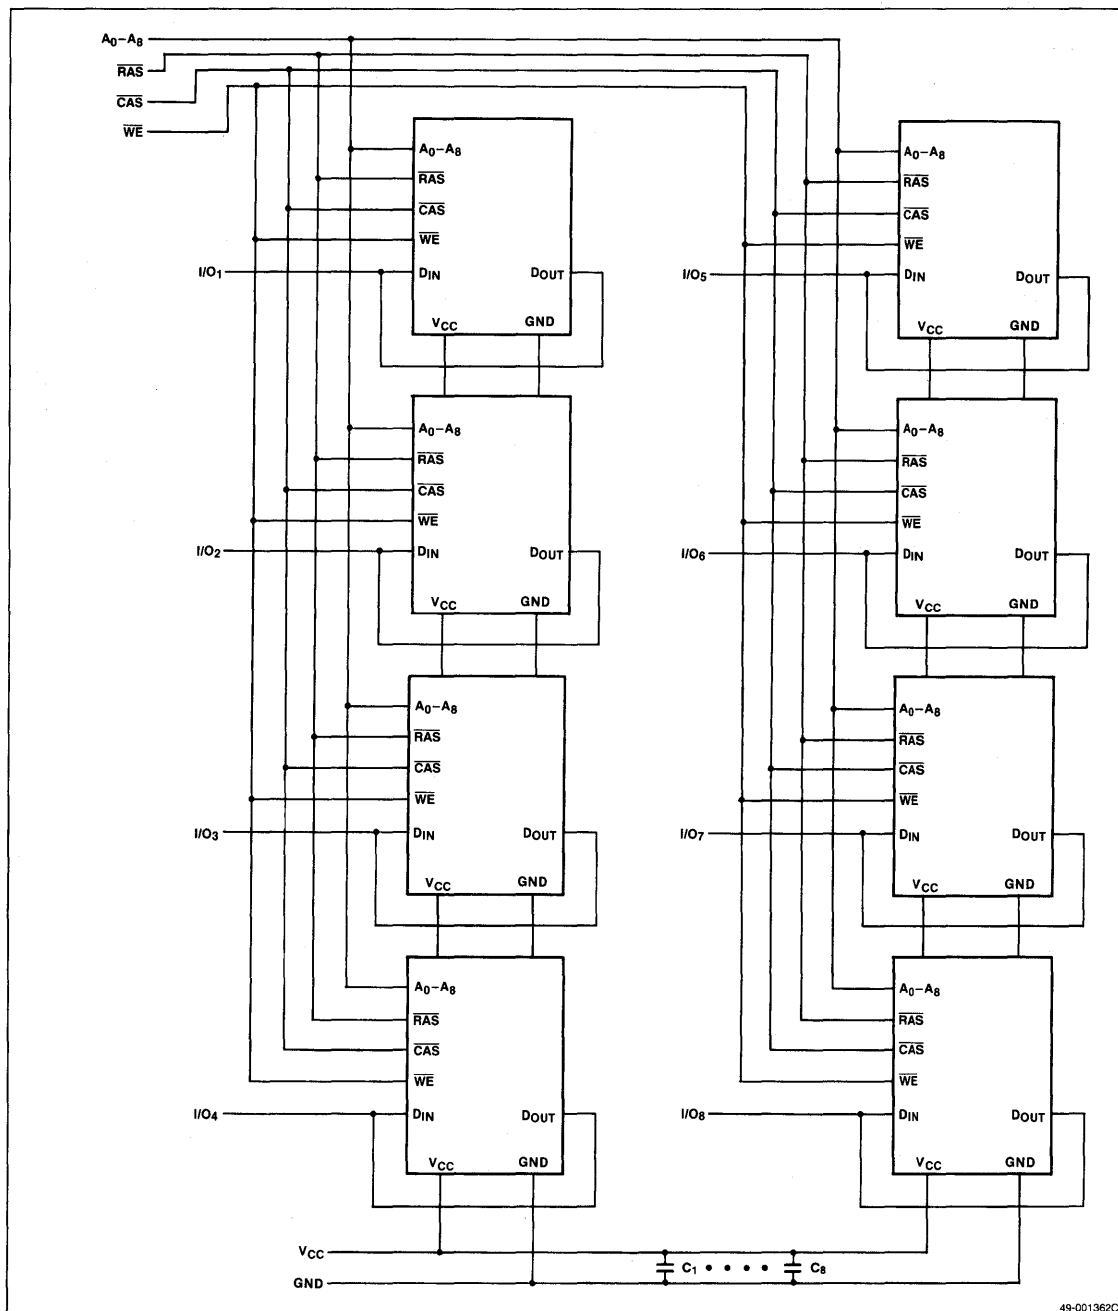 A0–A8
RAS
CAS
WE
A0–A8
RAS
CAS
WE
I/O1
DIN
DOUT
VCC
GND
A0–A8
RAS
CAS
WE
I/O2
DIN
DOUT
VCC
GND
A0–A8
RAS
CAS
WE
I/O3
DIN
DOUT
VCC
GND
A0–A8
RAS
CAS
WE
I/O4
DIN
DOUT
VCC
GND
A0–A8
RAS
CAS
WE
I/O5
DIN
DOUT
VCC
GND
A0–A8
RAS
CAS
WE
I/O6
DIN
DOUT
VCC
GND
A0–A8
RAS
CAS
WE
I/O7
DIN
DOUT
VCC
GND
A0–A8
RAS
CAS
WE
I/O8
DIN
DOUT
VCC
GND
VCC
C1 • • • • C8
GND
49-001362C